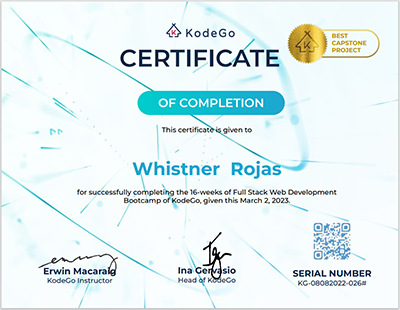 KodeGo
BEST
CAPSTONE
PROJECT
CERTIFICATE
OF COMPLETION
This certificate is given to
Whistner Rojas
for successfully completing the 16-weeks of Full Stack Web Development
Bootcamp of KodeGo, given this March 2, 2023.
Erwin Macaraig
KodeGo Instructor
Ina Gervasio
Head of KodeGo
SERIAL NUMBER
KG-08082022-026#